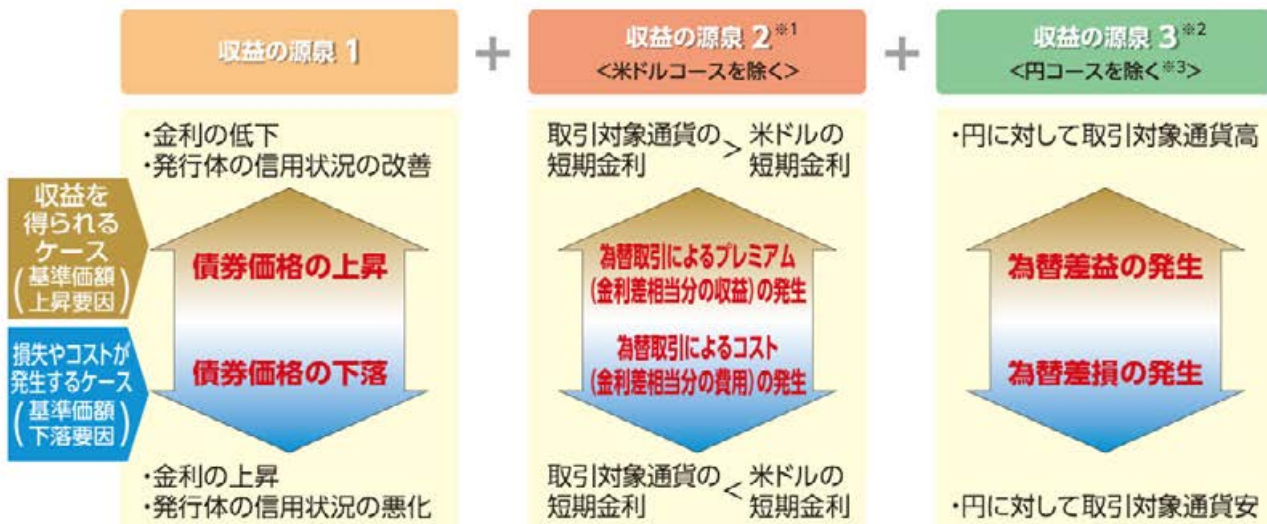 収益の源泉 1
+
収益の源泉 2※1
<米ドルコースを除く>
+
収益の源泉 3※2
<円コースを除く※3>
収益を
得られる
ケース
(基準価額
上昇要因)
損失やコストが
発生するケース
(基準価額
下落要因)
・金利の低下
・発行体の信用状況の改善
債券価格の上昇
債券価格の下落
・金利の上昇
・発行体の信用状況の悪化
取引対象通貨の 短期金利 > 米ドルの 短期金利
為替取引によるプレミアム
(金利差相当分の収益)の発生
為替取引によるコスト
(金利差相当分の費用)の発生
取引対象通貨の 短期金利 < 米ドルの 短期金利
・円に対して取引対象通貨高
為替差益の発生
為替差損の発生
・円に対して取引対象通貨安